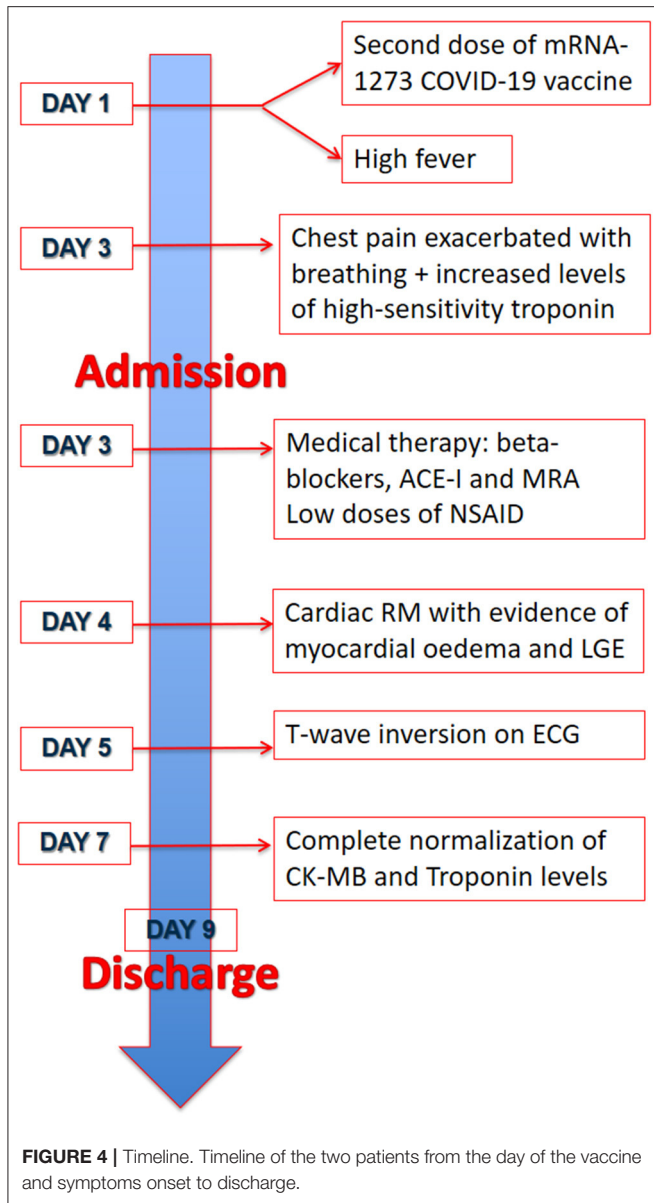 DAY 1
Second dose of mRNA-
1273 COVID-19 vaccine
High fever
DAY 3
Chest pain exacerbated with
breathing + increased levels
of high-sensitivity troponin
Admission
DAY 3
Medical therapy: beta-
blockers, ACE-I and MRA
Low doses of NSAID
DAY 4
Cardiac RM with evidence of
myocardial oedema and LGE
DAY 5
T-wave inversion on ECG
DAY 7
Complete normalization of
CK-MB and Troponin levels
DAY 9
Discharge
FIGURE 4 | Timeline. Timeline of the two patients from the day of the vaccine
and symptoms onset to discharge.